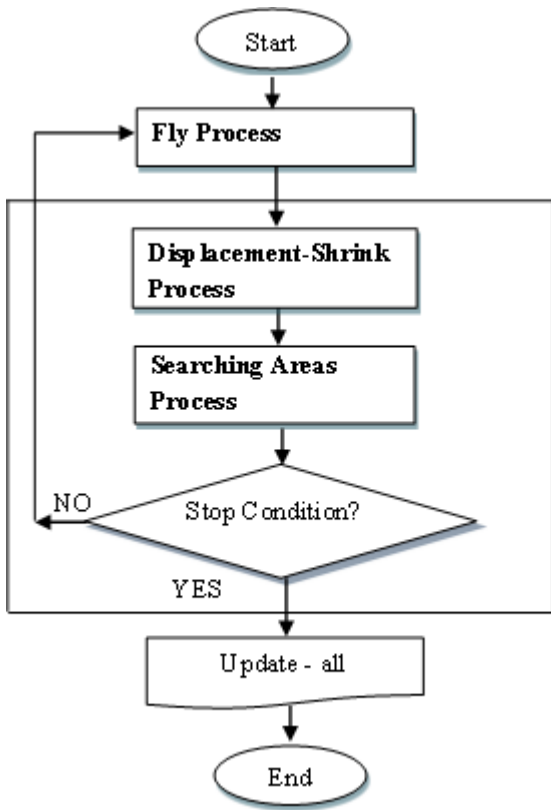 Start
Fly Process
Displacement-Shrink
Process
Searching Areas
Process
Stop Condition?
NO
YES
Update - all
End